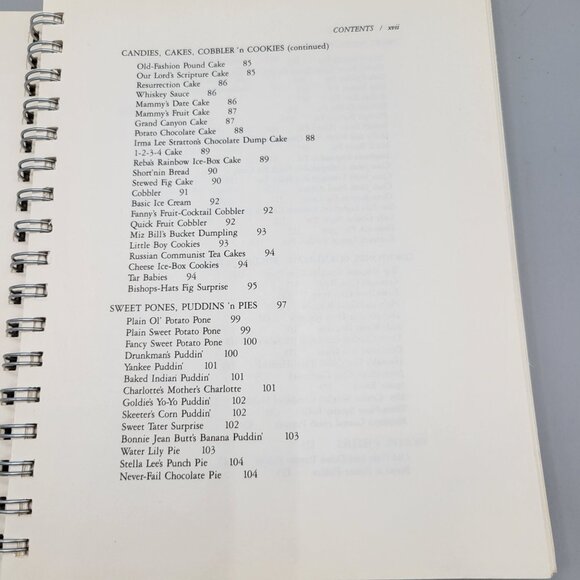 CONTENTS / xvii
CANDIES, CAKES, COBBLER 'n COOKIES (continued)
Old-Fashion Pound Cake 85
Our Lord's Scripture Cake 85
Resurrection Cake 86
Whiskey Sauce 86
Mammy's Date Cake 86
Mammy's Fruit Cake 87
Grand Canyon Cake 87
Potato Chocolate Cake 88
Irma Lee Stratton's Chocolate Dump Cake 88
1-2-3-4 Cake 89
Reba's Rainbow Ice-Box Cake 89
Short'nin Bread 90
Stewed Fig Cake 90
Cobbler 91
Basic Ice Cream 92
Fanny's Fruit-Cocktail Cobbler 92
Quick Fruit Cobbler 92
Miz Bill's Bucket Dumpling 93
Little Boy Cookies 93
Russian Communist Tea Cakes 94
Cheese Ice-Box Cookies 94
Tar Babies 94
Bishops-Hats Fig Surprise 95
SWEET PONES, PUDDINS 'n PIES 97
Plain Ol' Potato Pone 99
Plain Sweet Potato Pone 99
Fancy Sweet Potato Pone 100
Drunkman's Puddin' 100
Yankee Puddin' 101
Baked Indian Puddin' 101
Charlotte's Mother's Charlotte 101
Goldie's Yo-Yo Puddin' 102
Skeeter's Corn Puddin' 102
Sweet Tater Surprise 102
Bonnie Jean Butt's Banana Puddin' 103
Water Lily Pie 103
Stella Lee's Punch Pie 104
Never-Fail Chocolate Pie 104